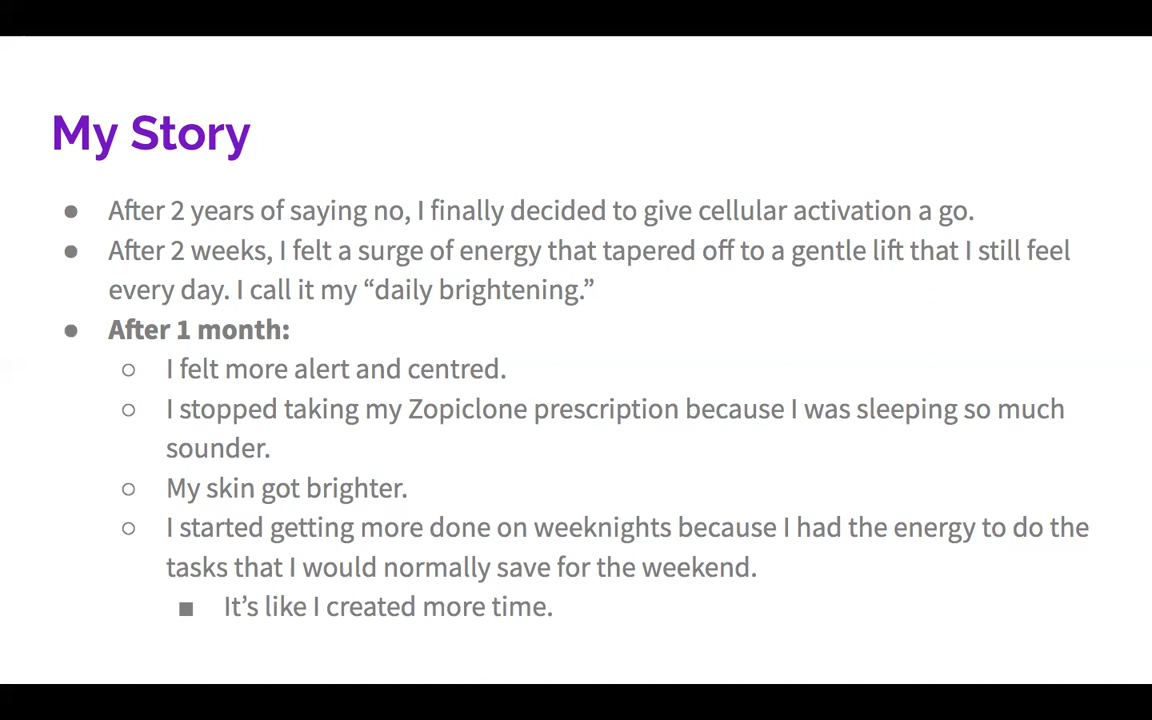 My Story
● After 2 years of saying no, I finally decided to give cellular activation a go.
● After 2 weeks, I felt a surge of energy that tapered off to a gentle lift that I still feel
every day. I call it my “daily brightening.”
● After 1 month:
○ I felt more alert and centred.
○ I stopped taking my Zopiclone prescription because I was sleeping so much
sounder.
○ My skin got brighter.
○ I started getting more done on weeknights because I had the energy to do the
tasks that I would normally save for the weekend.
■ It’s like I created more time.